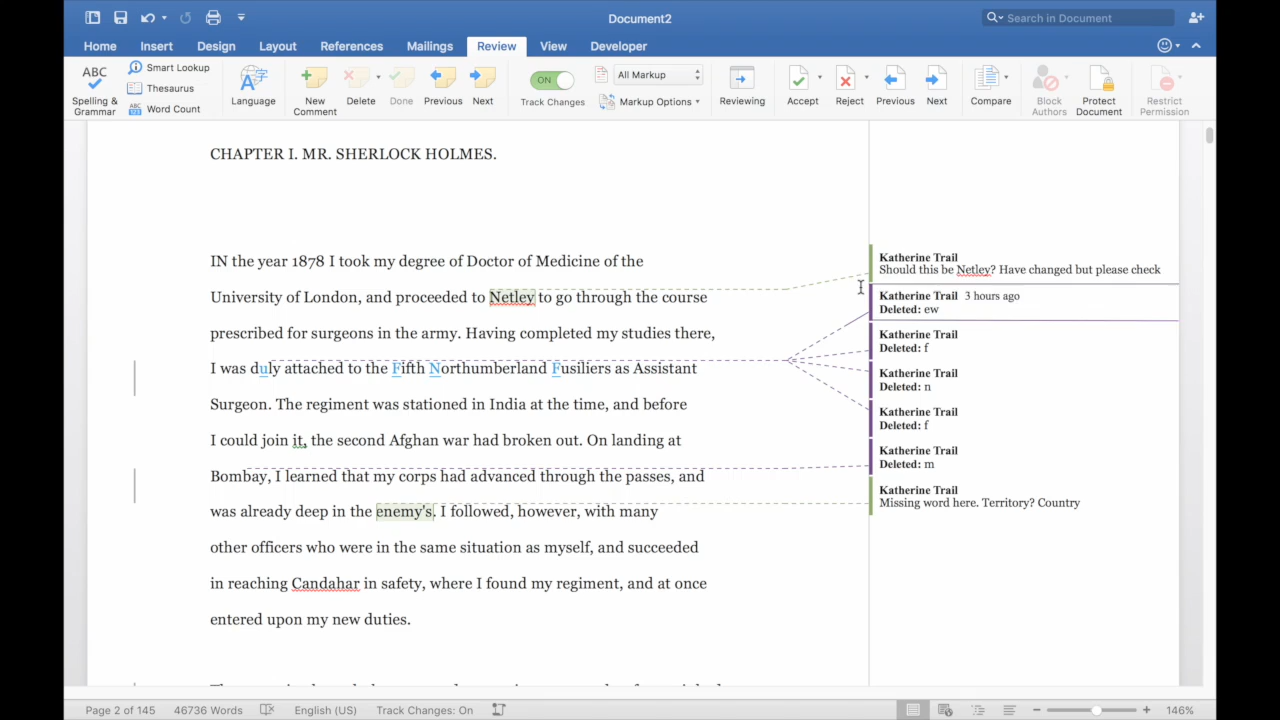 Document2
Search in Document
Home Insert Design Layout References Mailings Review View Developer
ABC
Spelling & Grammar
Smart Lookup
Thesaurus
ABC 123 Word Count
A
Language
New Comment
Delete
Done
Previous
Next
ON
Track Changes
All Markup
Markup Options
Reviewing
Accept
Reject
Previous
Next
Compare
Block Authors
Protect Document
Restrict Permission
CHAPTER I. MR. SHERLOCK HOLMES.
IN the year 1878 I took my degree of Doctor of Medicine of the
University of London, and proceeded to Netley to go through the course
prescribed for surgeons in the army. Having completed my studies there,
I was duly attached to the Fifth Northumberland Fusiliers as Assistant
Surgeon. The regiment was stationed in India at the time, and before
I could join it, the second Afghan war had broken out. On landing at
Bombay, I learned that my corps had advanced through the passes, and
was already deep in the enemy's. I followed, however, with many
other officers who were in the same situation as myself, and succeeded
in reaching Candahar in safety, where I found my regiment, and at once
entered upon my new duties.
Katherine Trail
Should this be Netley? Have changed but please check
Katherine Trail 3 hours ago
Deleted: ew
Katherine Trail
Deleted: f
Katherine Trail
Deleted: n
Katherine Trail
Deleted: f
Katherine Trail
Deleted: m
Katherine Trail
Missing word here. Territory? Country
Page 2 of 145 46736 Words English (US) Track Changes: On 146%